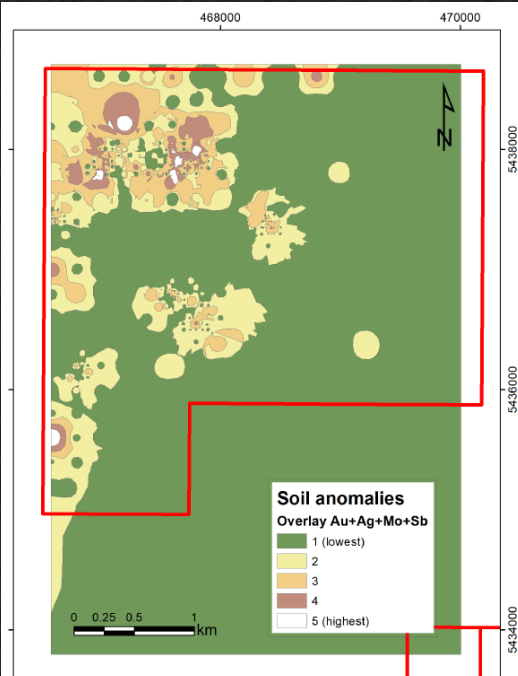 468000 470000
N
5438000
5436000
Soil anomalies
Overlay Au+Ag+Mo+Sb
1 (lowest)
2
3
4
5 (highest)
0 0.25 0.5 1
km
5434000